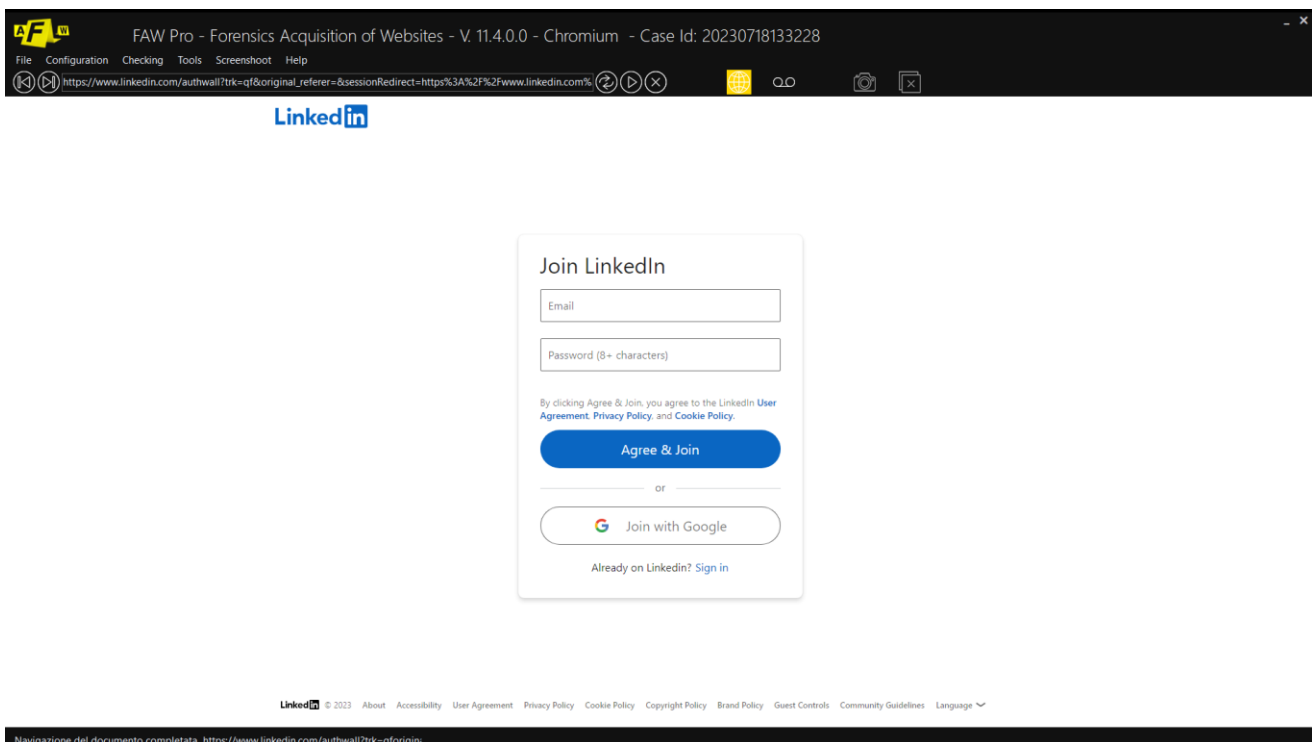 AFW
FAW Pro - Forensics Acquisition of Websites - V. 11.4.0.0 - Chromium - Case Id: 20230718133228
File Configuration Checking Tools Screenshoot Help
https://www.linkedin.com/authwall?trk=qf&original_referer=&sessionRedirect=https%3A%2F%2Fwww.linkedin.com%
Linkedin
Join LinkedIn
Email
Password (8+ characters)
By clicking Agree & Join, you agree to the LinkedIn User
Agreement, Privacy Policy, and Cookie Policy.
Agree & Join
or
Join with Google
Already on Linkedin? Sign in
Linkedin © 2023 About Accessibility User Agreement Privacy Policy Cookie Policy Copyright Policy Brand Policy Guest Controls Community Guidelines Language
Navigazione del documento completata. https://www.linkedin.com/authwall?trk=qforigin: